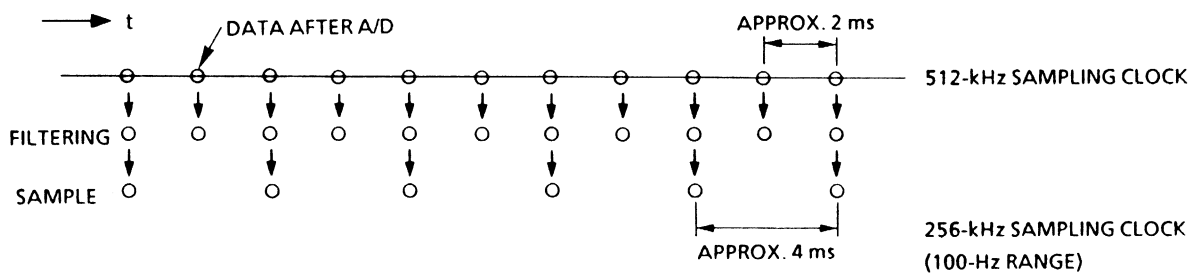 t
DATA AFTER A/D
APPROX. 2 ms
512-kHz SAMPLING CLOCK
FILTERING
SAMPLE
APPROX. 4 ms
256-kHz SAMPLING CLOCK
(100-Hz RANGE)